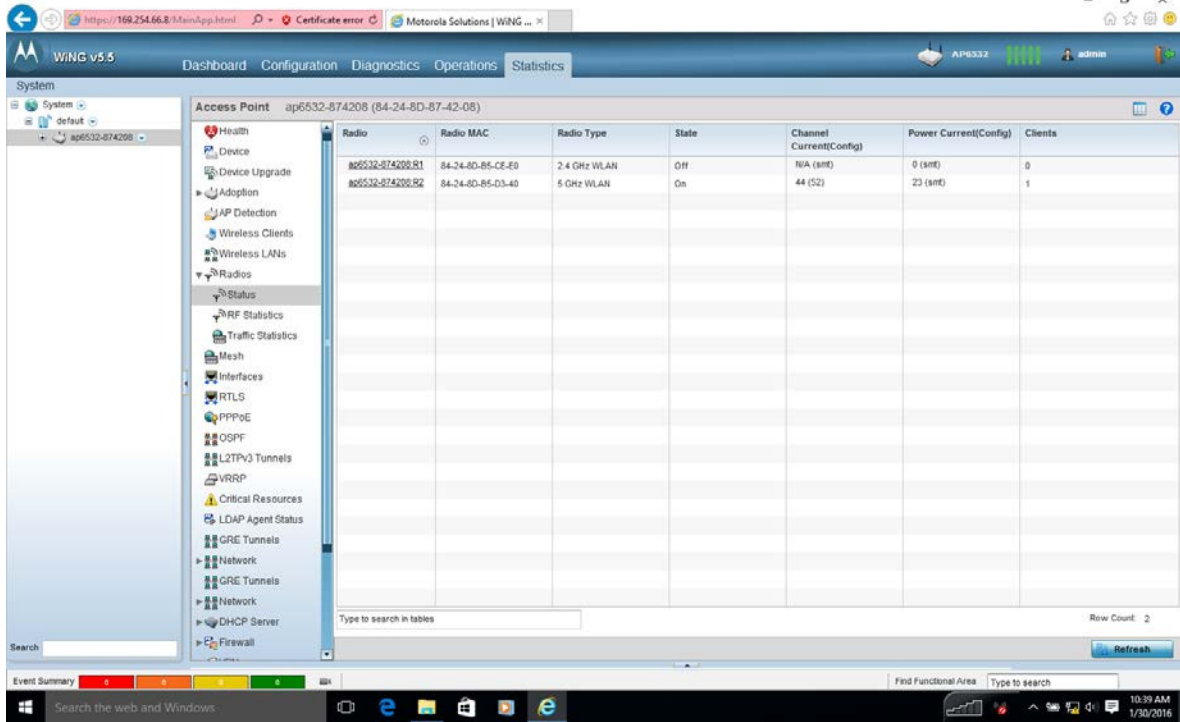 https://169.254.66.8/MainApp.html
Certificate error
Motorola Solutions | WiNG ...
WiNG v5.5
Dashboard Configuration Diagnostics Operations Statistics
AP6532
admin
System
System
default
ap6532-874208
Access Point ap6532-874208 (84-24-8D-87-42-08)
Health
Device
Device Upgrade
Adoption
AP Detection
Wireless Clients
Wireless LANs
Radios
Status
RF Statistics
Traffic Statistics
Mesh
Interfaces
RTLS
PPPoE
OSPF
L2TPv3 Tunnels
VRRP
Critical Resources
LDAP Agent Status
GRE Tunnels
Network
GRE Tunnels
Network
DHCP Server
Firewall
Radio Radio MAC Radio Type State Channel Current(Config) Power Current(Config) Clients
ap6532-874208:R1 84-24-8D-B5-CE-E0 2.4 GHz WLAN Off N/A (smt) 0 (smt) 0
ap6532-874208:R2 84-24-8D-B5-D3-40 5 GHz WLAN On 44 (52) 23 (smt) 1
Type to search in tables
Row Count: 2
Search
Refresh
Event Summary 0 0 0 0
Find Functional Area Type to search
Search the web and Windows
10:39 AM
1/30/2016